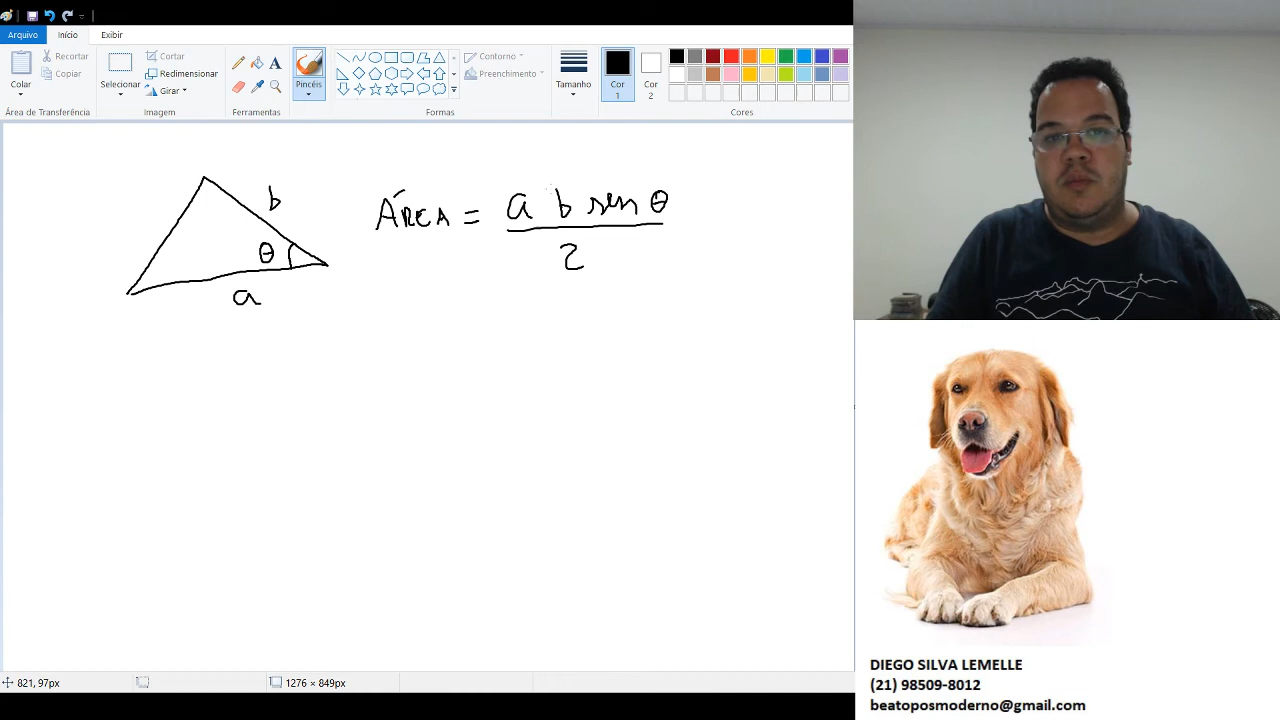 Arquivo Início Exibir
Colar
Recortar
Copiar
Área de Transferência
Selecionar
Cortar
Redimensionar
Girar
Imagem
A
Ferramentas
Pincéis
Formas
Contorno
Preenchimento
Tamanho
Cor 1
Cor 2
Cores
b
θ
a
ÁREA = a b sen θ
2
821, 97px 1276 × 849px
DIEGO SILVA LEMELLE
(21) 98509-8012
beatoposmoderno@gmail.com